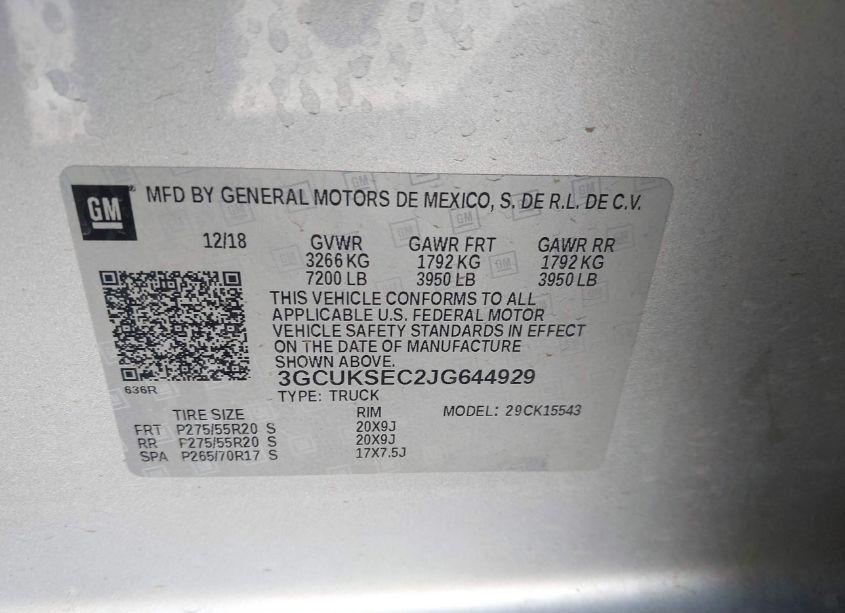 GM
MFD BY GENERAL MOTORS DE MEXICO, S. DE R.L. DE C.V.
12/18 GVWR GAWR FRT GAWR RR
3266 KG 1792 KG 1792 KG
7200 LB 3950 LB 3950 LB
THIS VEHICLE CONFORMS TO ALL
APPLICABLE U.S. FEDERAL MOTOR
VEHICLE SAFETY STANDARDS IN EFFECT
ON THE DATE OF MANUFACTURE
SHOWN ABOVE.
636R
3GCUKSEC2JG644929
TYPE: TRUCK
TIRE SIZE RIM MODEL: 29CK15543
FRT P275/55R20 S 20X9J
RR P275/55R20 S 20X9J
SPA P265/70R17 S 17X7.5J